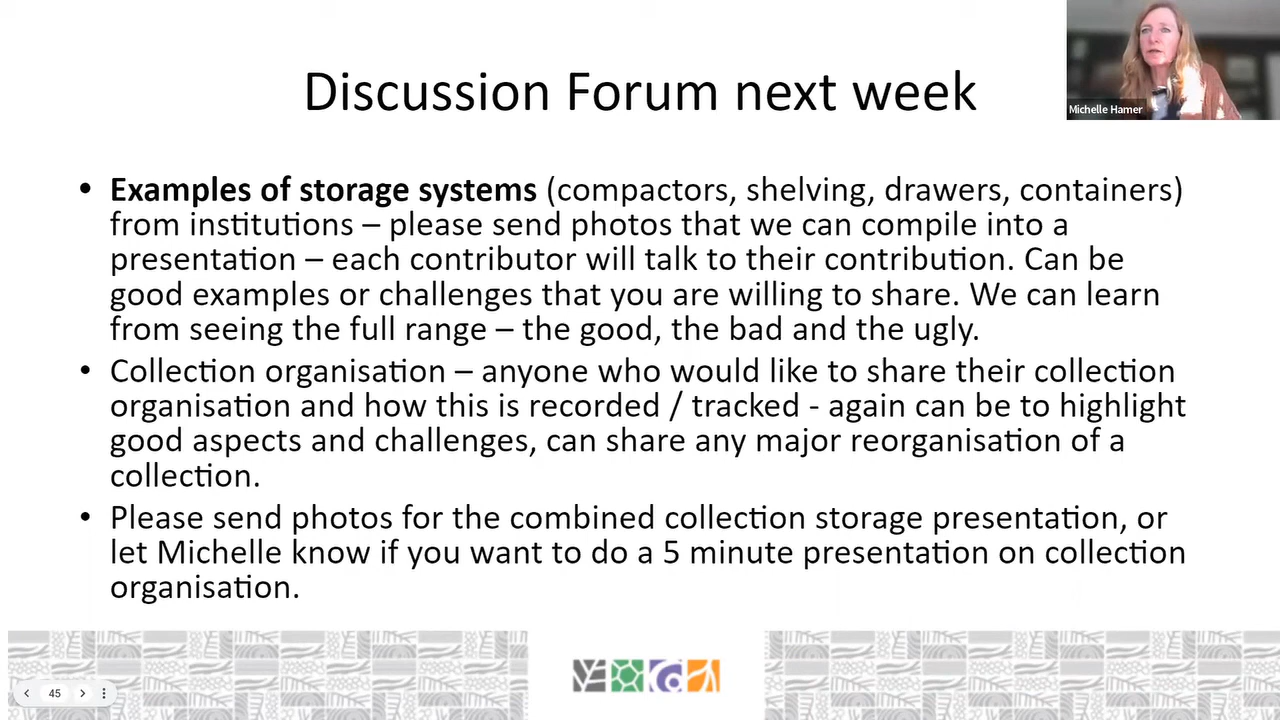 Discussion Forum next week
Michelle Hamer
• Examples of storage systems (compactors, shelving, drawers, containers)
from institutions – please send photos that we can compile into a
presentation – each contributor will talk to their contribution. Can be
good examples or challenges that you are willing to share. We can learn
from seeing the full range – the good, the bad and the ugly.
• Collection organisation – anyone who would like to share their collection
organisation and how this is recorded / tracked - again can be to highlight
good aspects and challenges, can share any major reorganisation of a
collection.
• Please send photos for the combined collection storage presentation, or
let Michelle know if you want to do a 5 minute presentation on collection
organisation.
45